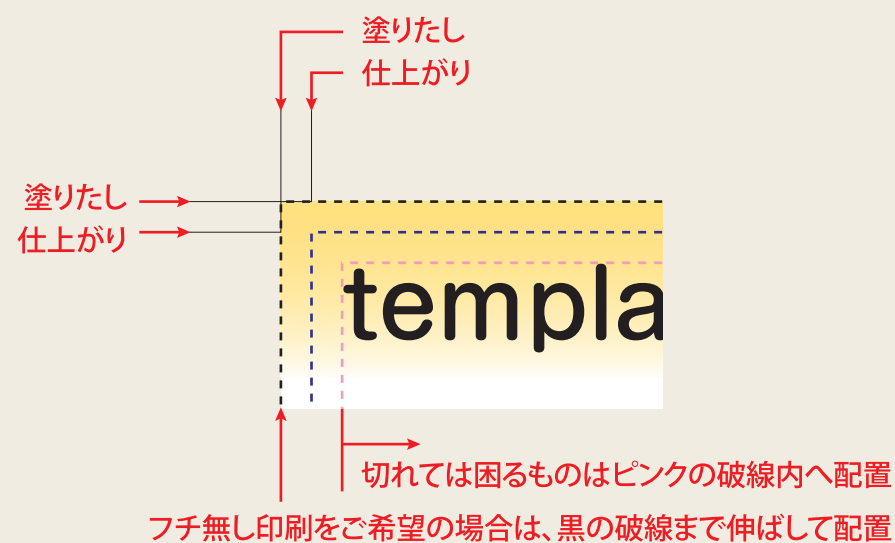 塗りたし
仕上がり
塗りたし
仕上がり
templa
切れては困るものはピンクの破線内へ配置
フチ無し印刷をご希望の場合は、黒の破線まで伸ばして配置